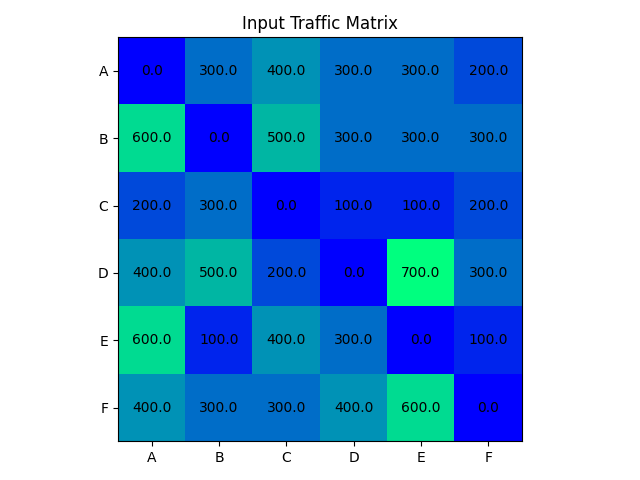 Input Traffic Matrix
A 0.0 300.0 400.0 300.0 300.0 200.0
B 600.0 0.0 500.0 300.0 300.0 300.0
C 200.0 300.0 0.0 100.0 100.0 200.0
D 400.0 500.0 200.0 0.0 700.0 300.0
E 600.0 100.0 400.0 300.0 0.0 100.0
F 400.0 300.0 300.0 400.0 600.0 0.0
A B C D E F